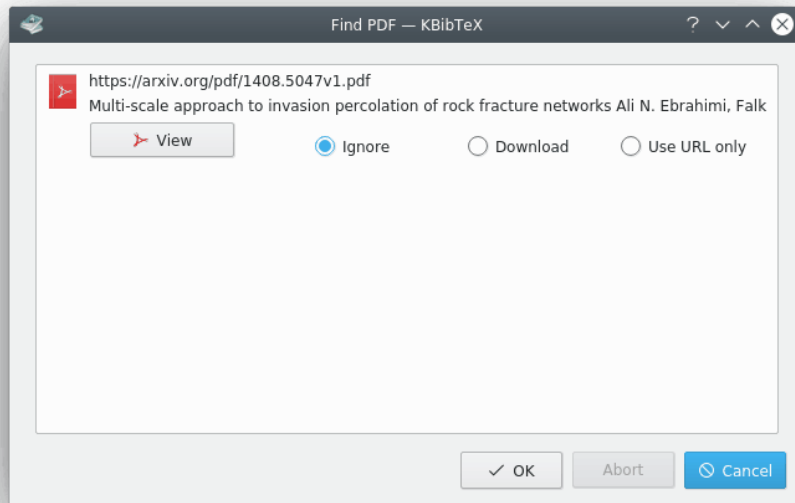 Find PDF — KBibTeX
https://arxiv.org/pdf/1408.5047v1.pdf
Multi-scale approach to invasion percolation of rock fracture networks Ali N. Ebrahimi, Falk
View
Ignore
Download
Use URL only
OK
Abort
Cancel